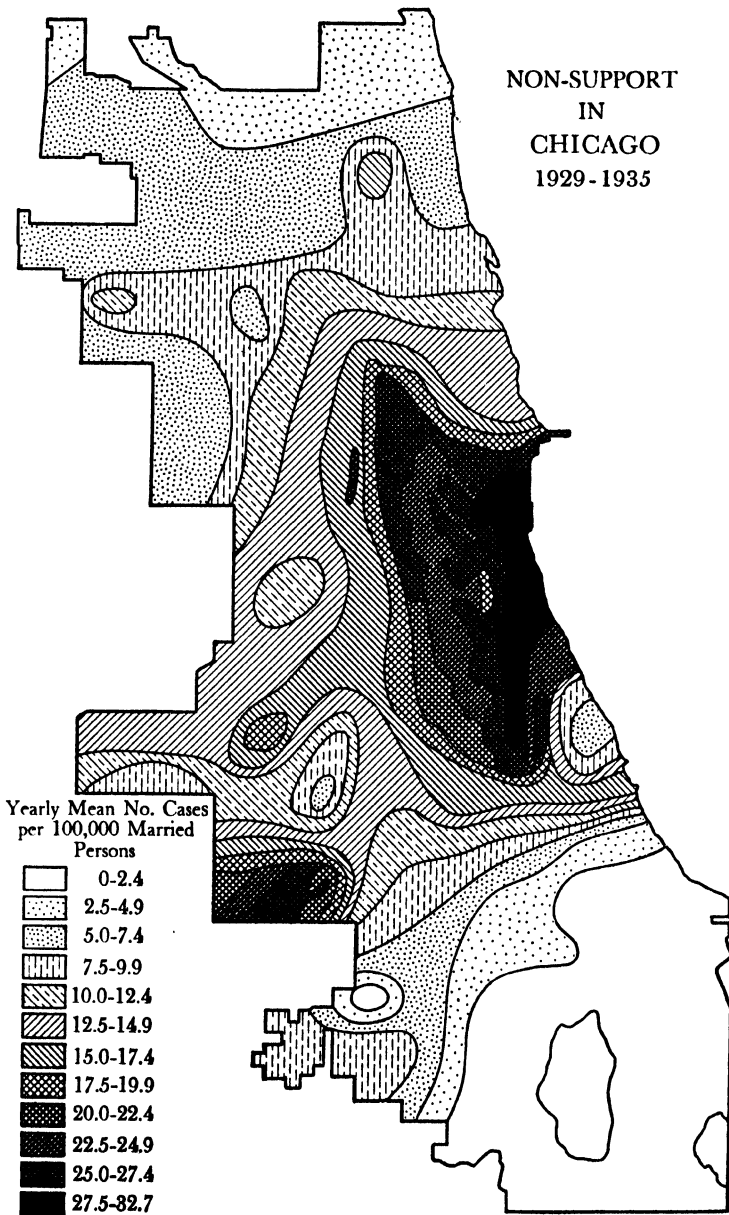 NON-SUPPORT
IN
CHICAGO
1929-1935
Yearly Mean No. Cases
per 100,000 Married
Persons
0-2.4
2.5-4.9
5.0-7.4
7.5-9.9
10.0-12.4
12.5-14.9
15.0-17.4
17.5-19.9
20.0-22.4
22.5-24.9
25.0-27.4
27.5-32.7